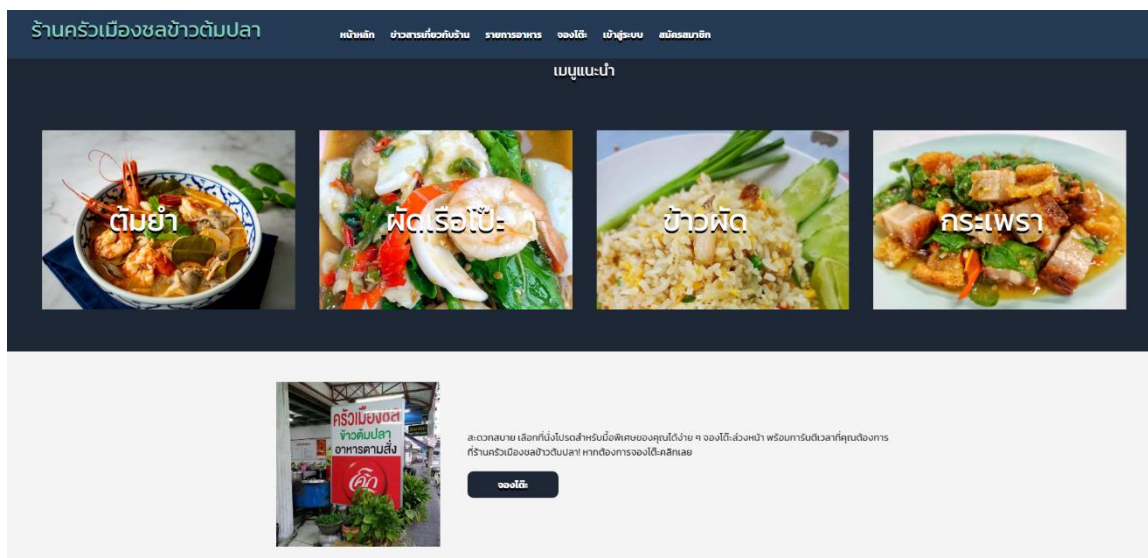 ร้านครัวเมืองชลข้าวต้มปลา
หน้าหลัก ข่าวสารเกี่ยวกับร้าน รายการอาหาร จองโต๊ะ เข้าสู่ระบบ สมัครสมาชิก
เมนูแนะนำ
ต้มยำ ผัดเรือโป๊ะ ข้าวผัด กระเพรา
ครัวเมืองชล
ข้าวต้มปลา
อาหารตามสั่ง
โค้ก
สะดวกสบาย เลือกที่นั่งโปรดสำหรับมื้อพิเศษของคุณได้ง่าย ๆ จองโต๊ะล่วงหน้า พร้อมการันตีเวลาที่คุณต้องการ
ที่ร้านครัวเมืองชลข้าวต้มปลา! หากต้องการจองโต๊ะคลิกเลย
จองโต๊ะ